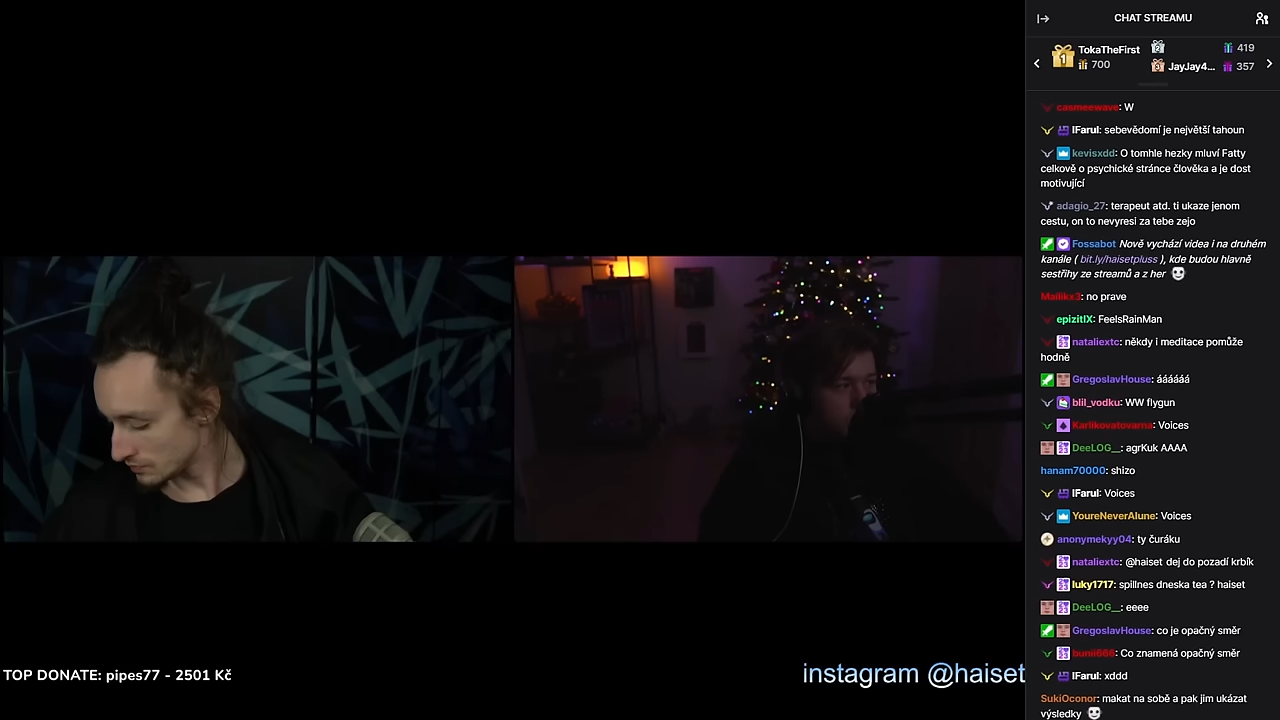 CHAT STREAMU
TokaTheFirst
700
419
JayJay4...
357
casmeewave: W
IFarul: sebevědomí je největší tahoun
kevisxdd: O tomhle hezky mluví Fatty
celkově o psychické stránce člověka a je dost
motivující
adagio_27: terapeut atd. ti ukaze jenom
cestu, on to nevyresi za tebe zejo
Fossabot Nově vychází videa i na druhém
kanále ( bit.ly/haisetpluss ), kde budou hlavně
sestřihy ze streamů a z her
Mailikx3: no prave
epizitIX: FeelsRainMan
nataliextc: někdy i meditace pomůže
hodně
GregoslavHouse: áááááá
blil_vodku: WW flygun
Karlikovatovarna: Voices
DeeLOG__: agrKuk AAAA
hanam70000: shizo
IFarul: Voices
YoureNeverAlune: Voices
anonymekyy04: ty čuráku
nataliextc: @haiset dej do pozadí krbík
luky1717: spillnes dneska tea ? haiset
DeeLOG__: eeee
GregoslavHouse: co je opačný směr
bunii666: Co znamená opačný směr
IFarul: xddd
SukiOconor: makat na sobě a pak jim ukázat
výsledky
TOP DONATE: pipes77 - 2501 Kč
instagram @haiset